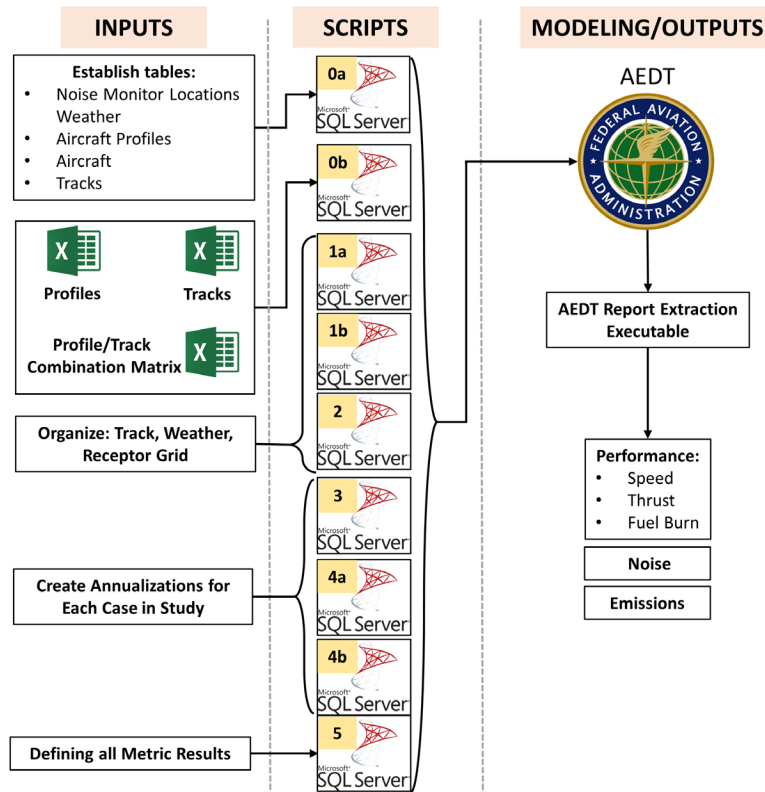 INPUTS
Establish tables:
• Noise Monitor Locations
Weather
• Aircraft Profiles
• Aircraft
• Tracks
Profiles
Tracks
Profile/Track
Combination Matrix
Organize: Track, Weather,
Receptor Grid
Create Annualizations for
Each Case in Study
Defining all Metric Results
SCRIPTS
0a
Microsoft®
SQL Server
0b
Microsoft®
SQL Server
1a
Microsoft®
SQL Server
1b
Microsoft®
SQL Server
2
Microsoft®
SQL Server
3
Microsoft®
SQL Server
4a
Microsoft®
SQL Server
4b
Microsoft®
SQL Server
5
Microsoft®
SQL Server
MODELING/OUTPUTS
AEDT
FEDERAL AVIATION
ADMINISTRATION
AEDT Report Extraction
Executable
Performance:
• Speed
• Thrust
• Fuel Burn
Noise
Emissions
X
X
X